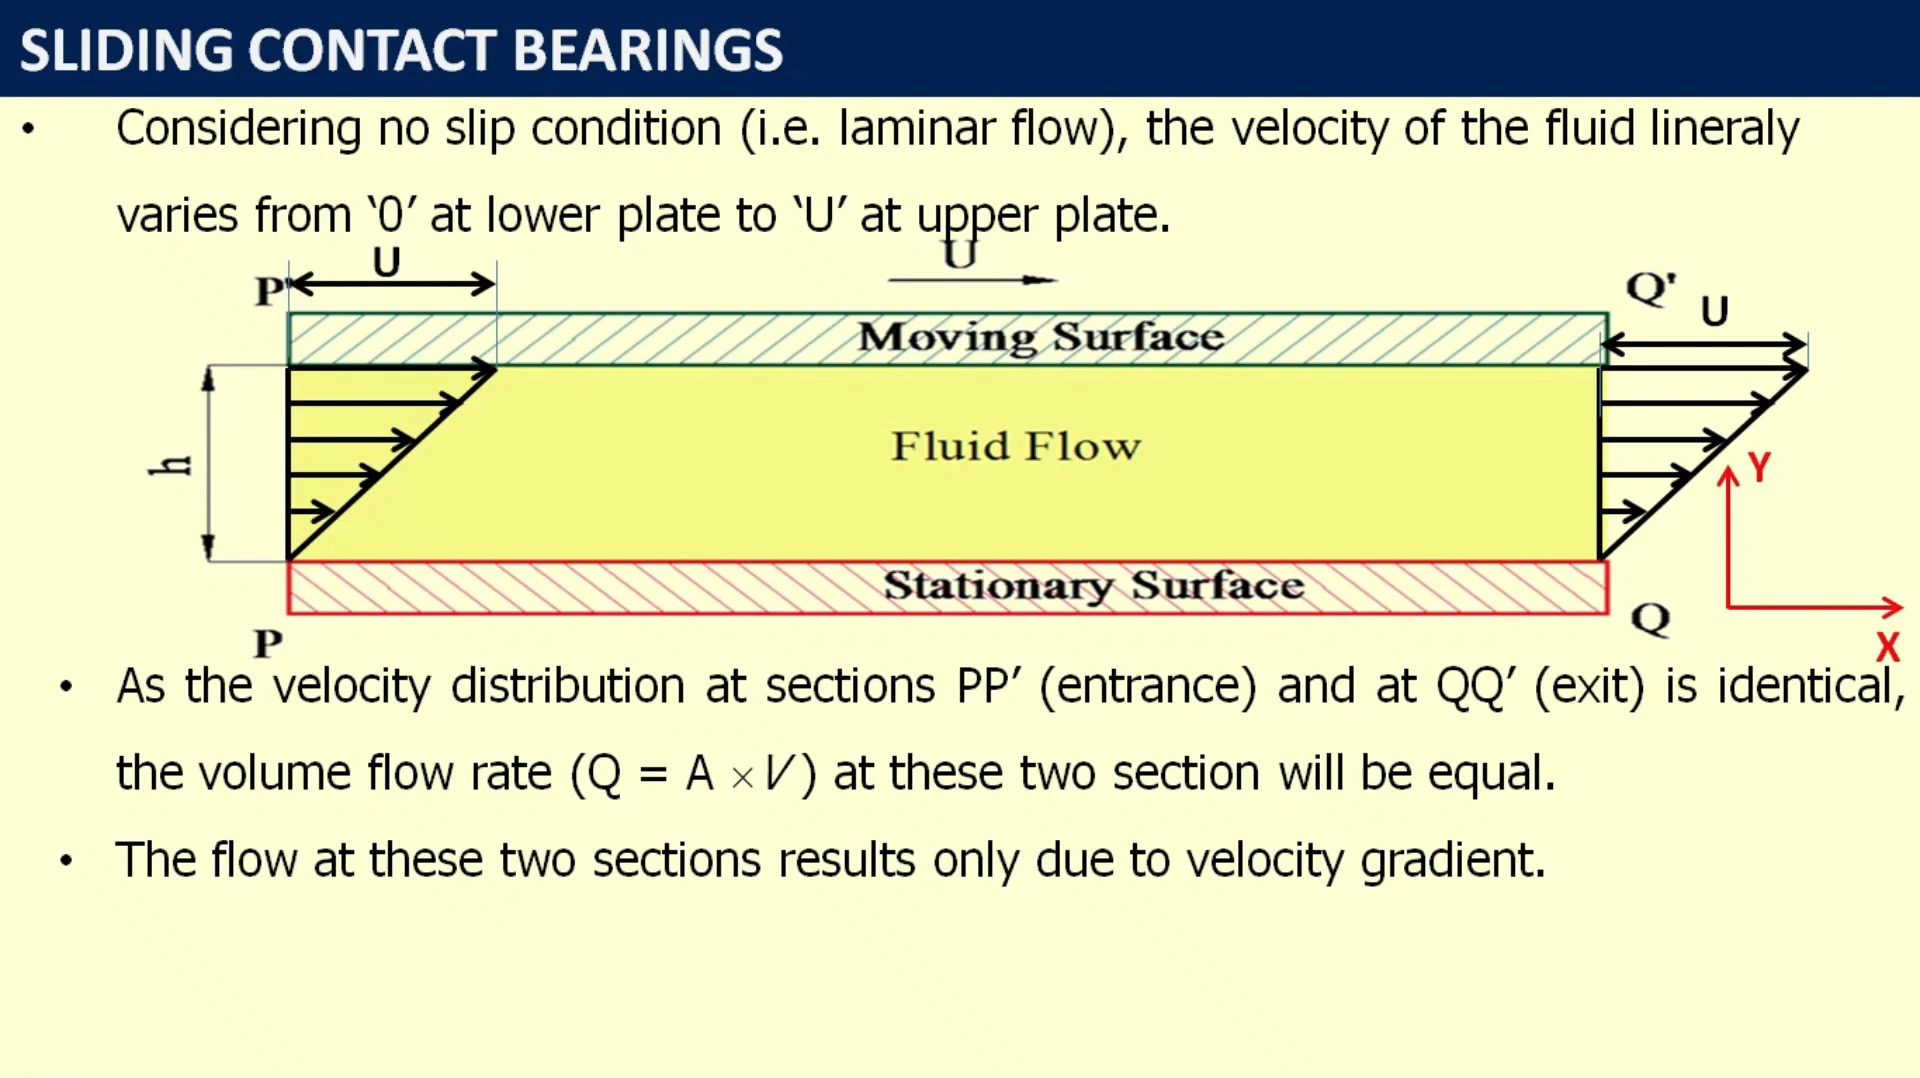 SLIDING CONTACT BEARINGS
• Considering no slip condition (i.e. laminar flow), the velocity of the fluid lineraly
varies from ‘0’ at lower plate to ‘U’ at upper plate.
U
U
P'
Q'
U
Moving Surface
h
Fluid Flow
Y
Stationary Surface
P
Q
X
• As the velocity distribution at sections PP’ (entrance) and at QQ’ (exit) is identical,
the volume flow rate (Q = A ×V) at these two section will be equal.
• The flow at these two sections results only due to velocity gradient.